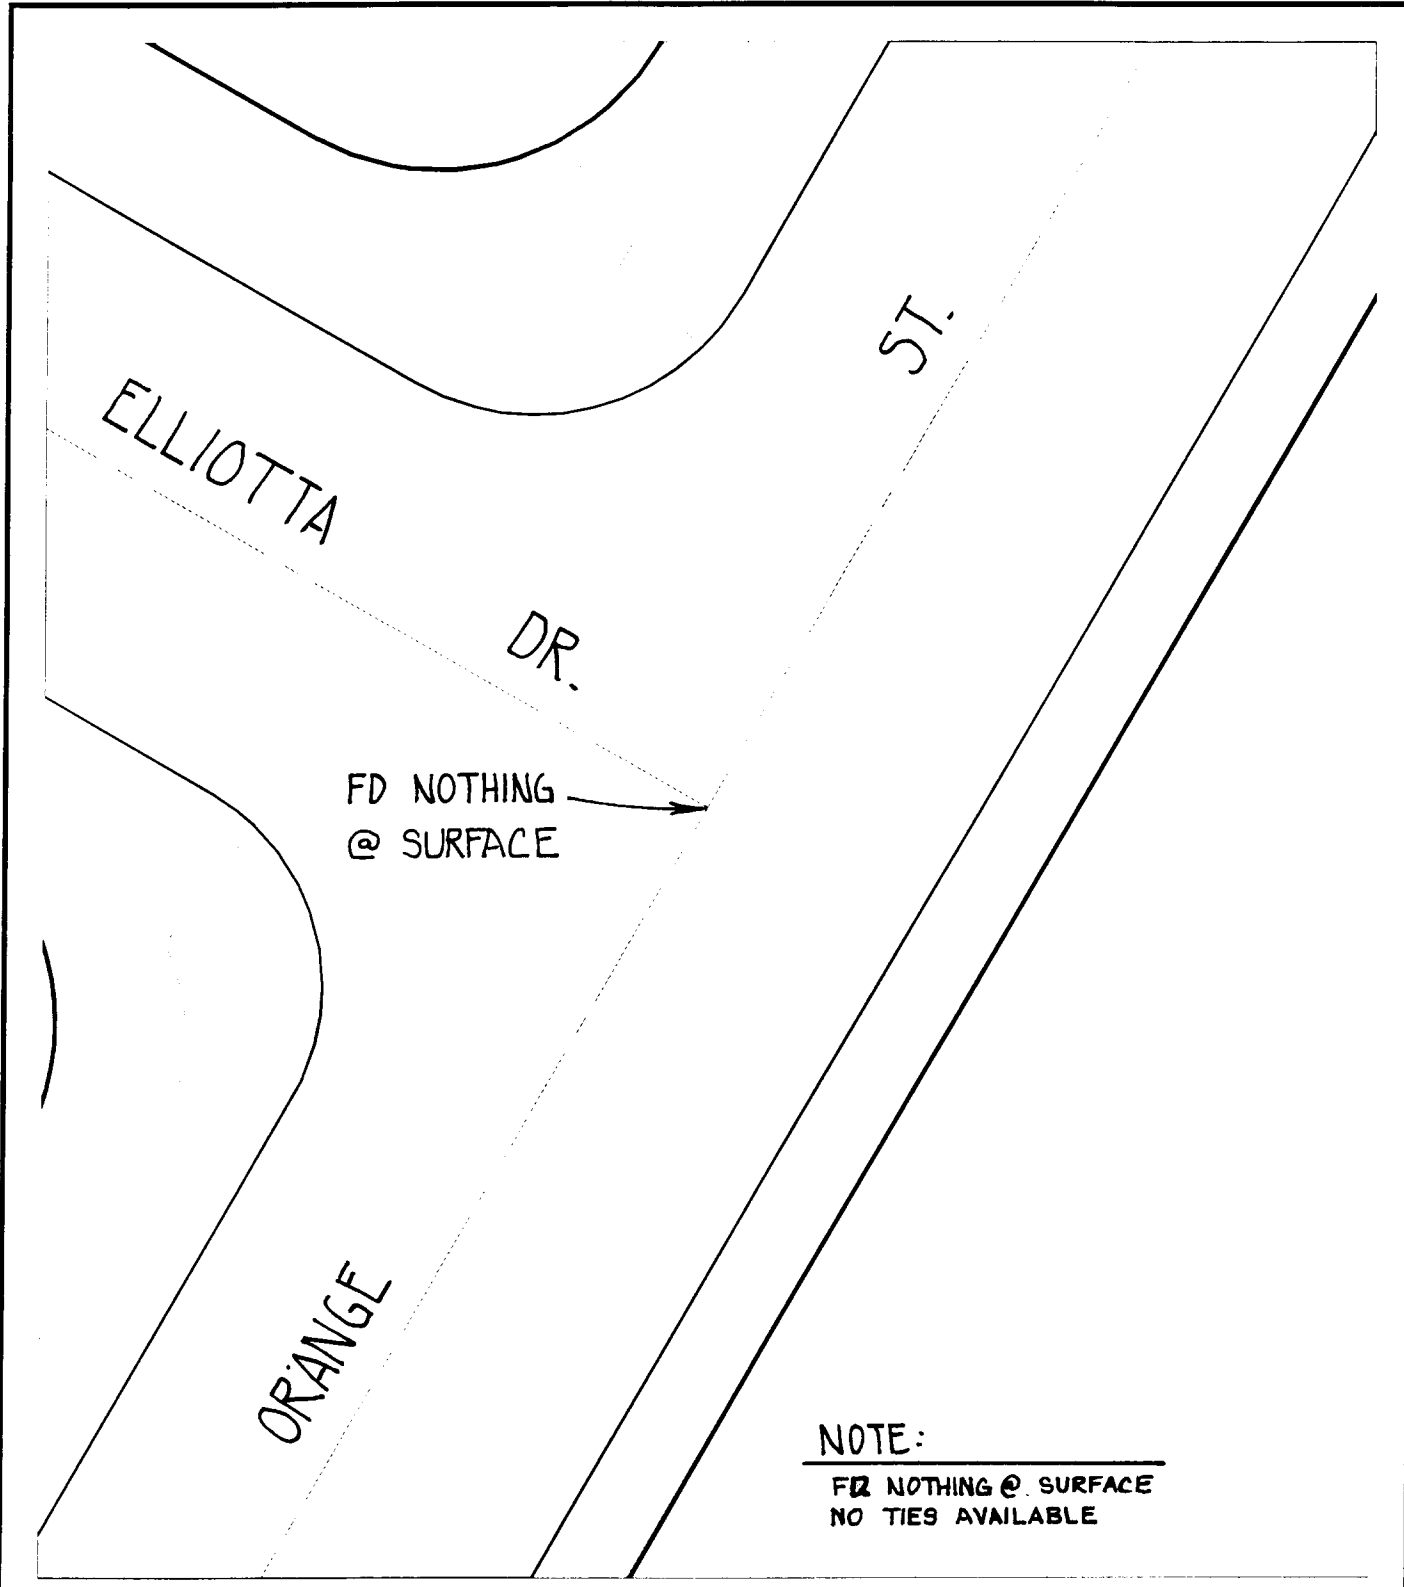 ST.
ELLIOTTA
DR.
FD NOTHING
@ SURFACE
ORANGE
NOTE:
FD. NOTHING @. SURFACE
NO TIES AVAILABLE